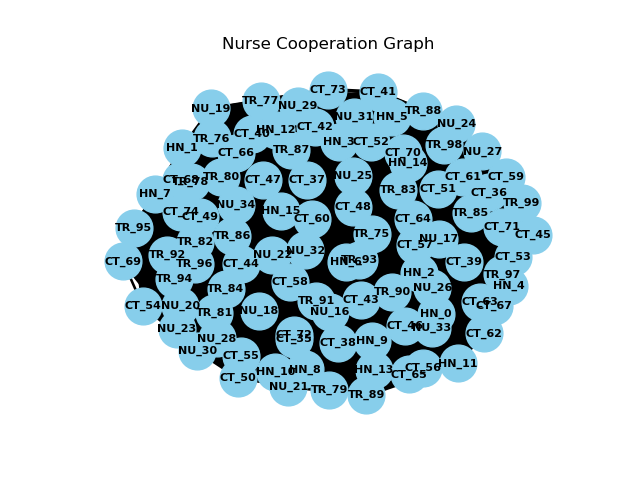 Nurse Cooperation Graph
CT_73
CT_41
TR_77
NU_29
NU_19
TR_88
NU_31
HN_5
NU_24
CT_42
HN_12
CT_40
TR_76
HN_3
CT_52
TR_98
HN_1
TR_87
CT_66
CT_70
NU_27
HN_14
CT_68
TR_78
TR_80
CT_47
CT_37
NU_25
CT_61
CT_59
TR_83
CT_51
CT_36
HN_7
TR_99
CT_74
CT_49
NU_34
HN_15
CT_60
CT_48
CT_64
TR_85
TR_95
TR_82
TR_86
TR_75
CT_57
NU_17
CT_71
CT_45
CT_69
TR_92
TR_96
CT_44
NU_22
NU_32
HN_6
TR_93
CT_39
CT_53
TR_94
CT_58
HN_2
TR_97
TR_84
NU_26
HN_4
TR_90
CT_54
NU_20
TR_91
CT_43
CT_63
CT_67
TR_81
NU_18
NU_16
HN_0
NU_23
CT_46
NU_33
CT_62
NU_28
CT_72
CT_35
CT_38
HN_9
NU_30
CT_55
HN_11
CT_50
HN_10
HN_8
HN_13
CT_56
CT_65
NU_21
TR_79
TR_89